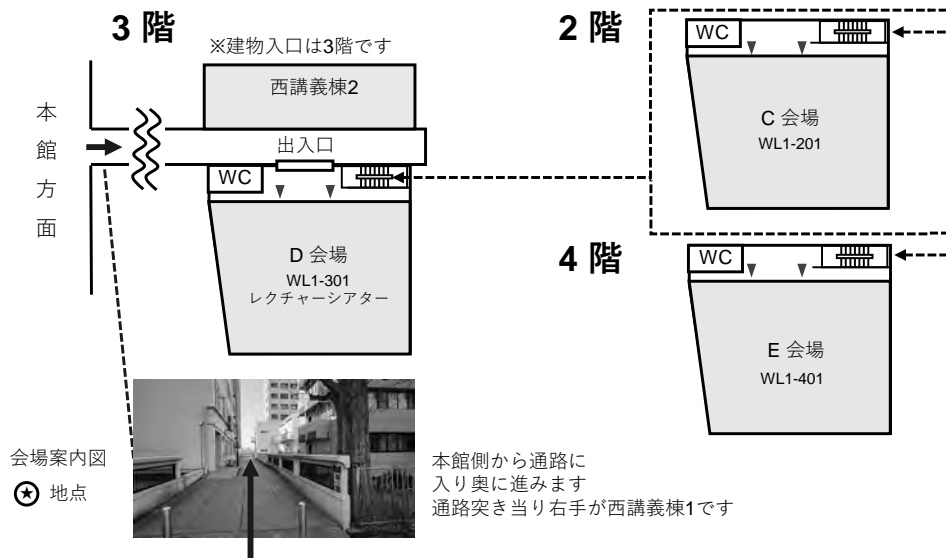 3 階
※建物入口は3階です
西講義棟2
本館方面
出入口
WC
D 会場
WL1-301
レクチャーシアター
2 階
WC
C 会場
WL1-201
4 階
WC
E 会場
WL1-401
会場案内図
★ 地点
本館側から通路に
入り奥に進みます
通路突き当り右手が西講義棟1です